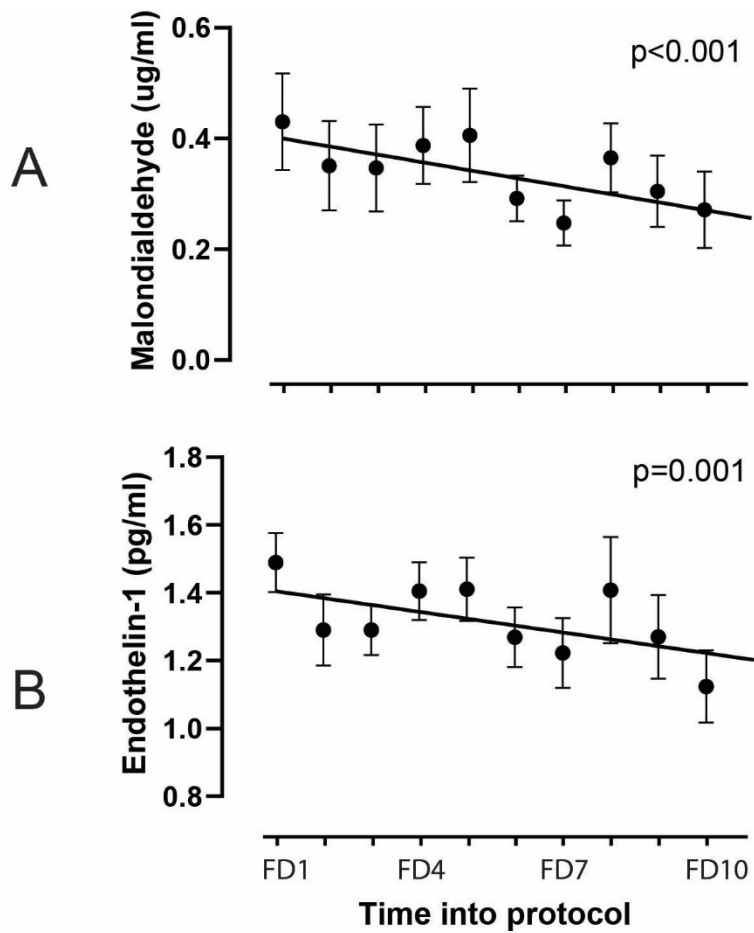 A
Malondialdehyde (ug/ml)
0.6
0.4
0.2
0.0
p<0.001
B
Endothelin-1 (pg/ml)
1.8
1.6
1.4
1.2
1.0
0.8
p=0.001
FD1 FD4 FD7 FD10
Time into protocol